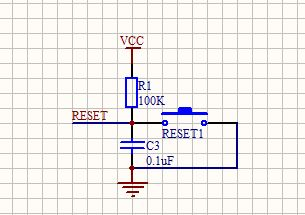 VCC
R1
100K
RESET
RESET1
C3
0.1uF